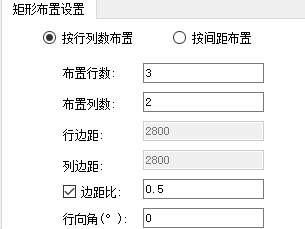 矩形布置设置
按行列数布置 按间距布置
布置行数: 3
布置列数: 2
行边距: 2800
列边距: 2800
边距比: 0.5
行向角(°): 0